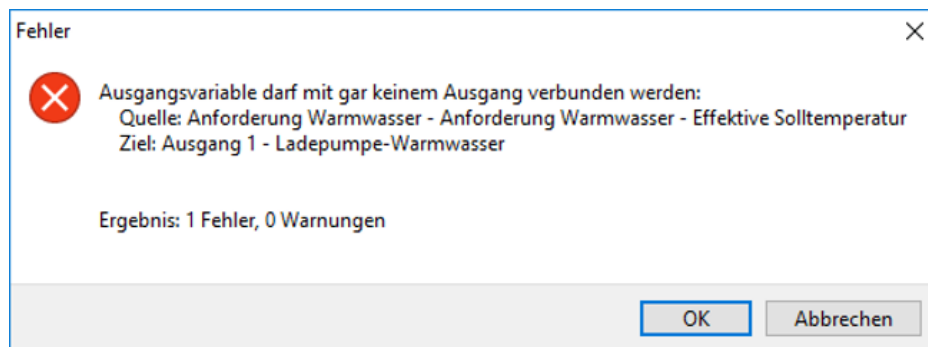 Fehler
Ausgangsvariable darf mit gar keinem Ausgang verbunden werden:
Quelle: Anforderung Warmwasser - Anforderung Warmwasser - Effektive Solltemperatur
Ziel: Ausgang 1 - Ladepumpe-Warmwasser
Ergebnis: 1 Fehler, 0 Warnungen
OK
Abbrechen